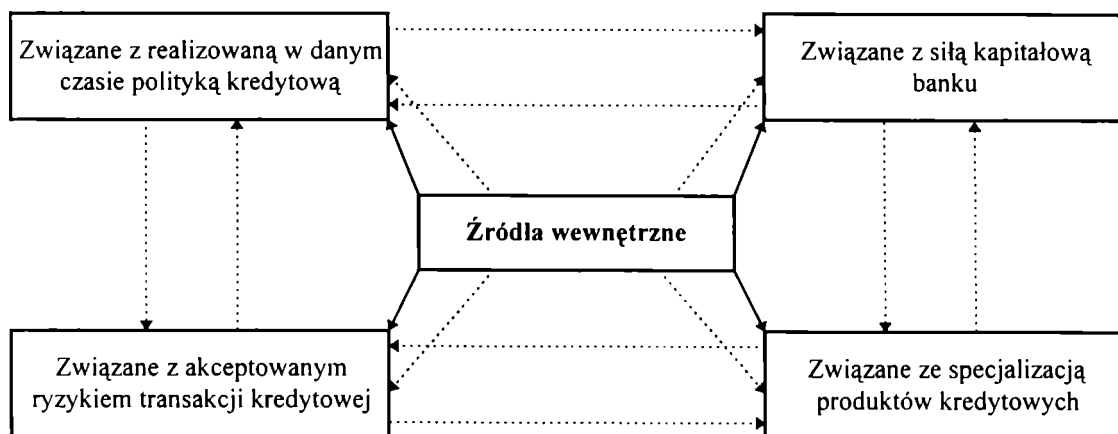 Związane z realizowaną w danym
czasie polityką kredytową
Związane z siłą kapitałową
banku
Źródła wewnętrzne
Związane z akceptowanym
ryzykiem transakcji kredytowej
Związane ze specjalizacją
produktów kredytowych